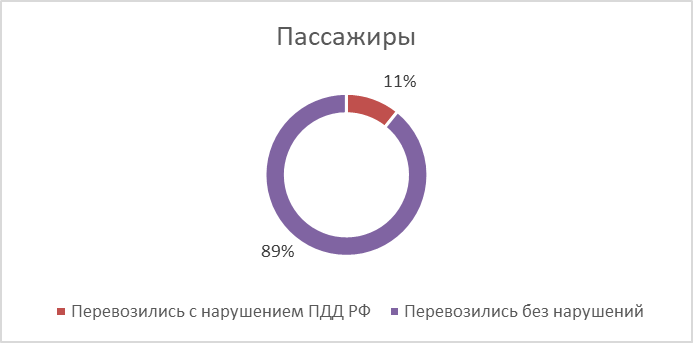 Пассажиры
11%
89%
Перевозились с нарушением ПДД РФ
Перевозились без нарушений